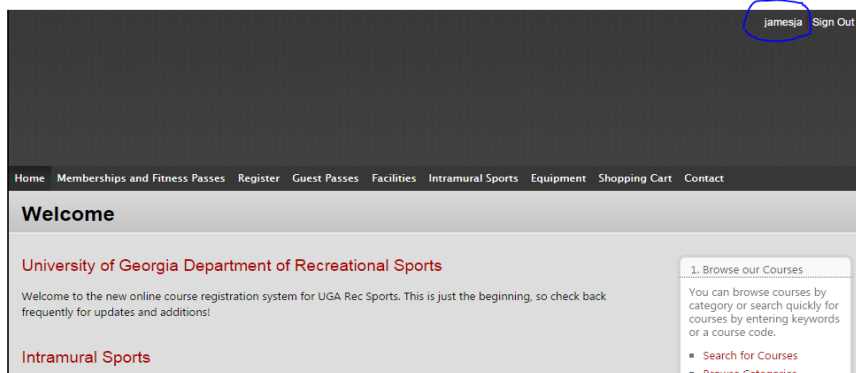 jamesja Sign Out
Home Memberships and Fitness Passes Register Guest Passes Facilities Intramural Sports Equipment Shopping Cart Contact
Welcome
University of Georgia Department of Recreational Sports
Welcome to the new online course registration system for UGA Rec Sports. This is just the beginning, so check back
frequently for updates and additions!
Intramural Sports
1. Browse our Courses
You can browse courses by
category or search quickly for
courses by entering keywords
or a course code.
Search for Courses
Browse Categories